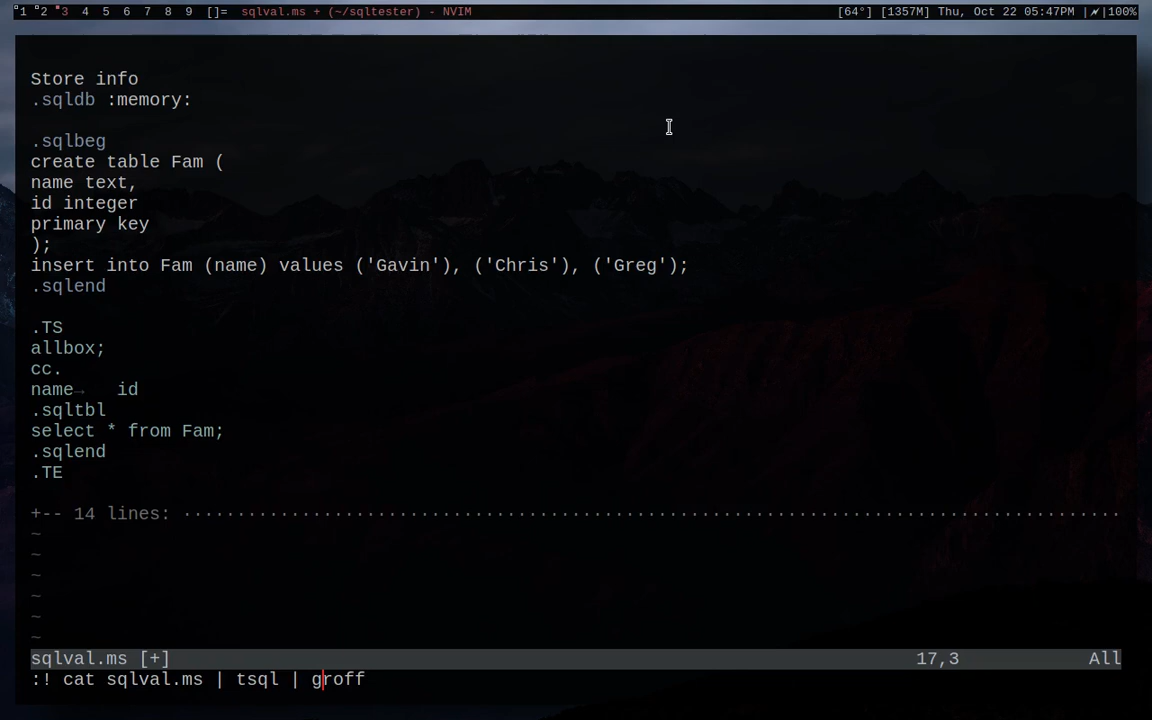 1 2 3 4 5 6 7 8 9 []= sqlval.ms + (~/sqltester) - NVIM [64°] [1357M] Thu, Oct 22 05:47PM |🗲|100%
Store info
.sqldb :memory:
.sqlbeg
create table Fam (
name text,
id integer
primary key
);
insert into Fam (name) values ('Gavin'), ('Chris'), ('Greg');
.sqlend
.TS
allbox;
cc.
name→ id
.sqltbl
select * from Fam;
.sqlend
.TE
+-- 14 lines: ·······················································································
~
~
~
~
~
~
sqlval.ms [+] 17,3 All
:! cat sqlval.ms | tsql | groff